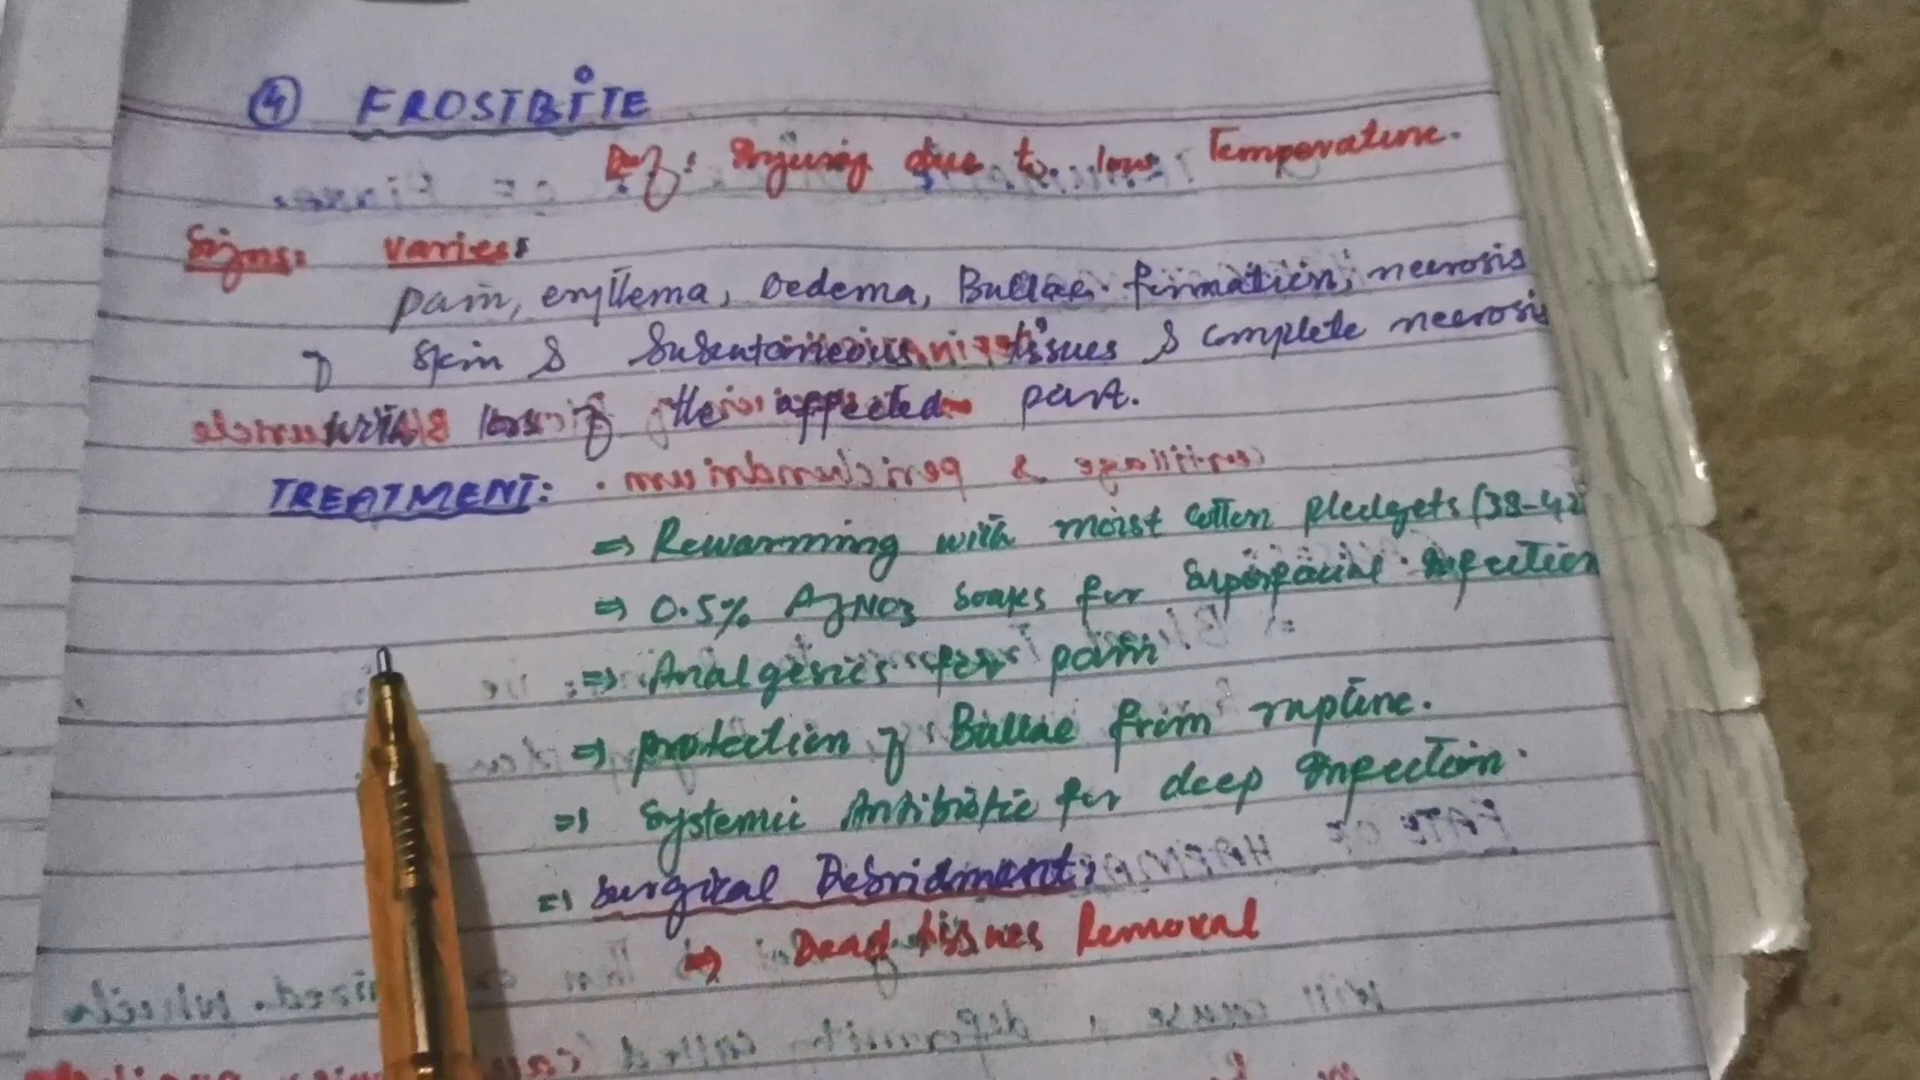 ④ FROSTBITE
Def: Injury due to low Temperature.
Signs: varies:
pain, erythema, oedema, Bullae formation, necrosis
of skin & subcutaneous tissues & complete necrosis
with loss of the affected part.
TREATMENT:
⇒ Rewarming with moist cotton pledgets (38-42
⇒ 0.5% AgNO3 soaks for superfacial infection
⇒ Analgesics for pain
⇒ protection of Bullae from rupture.
⇒ Systemic Antibiotic for deep Infection.
⇒ Surgical Debridment:
⇒ Dead tissues Removal